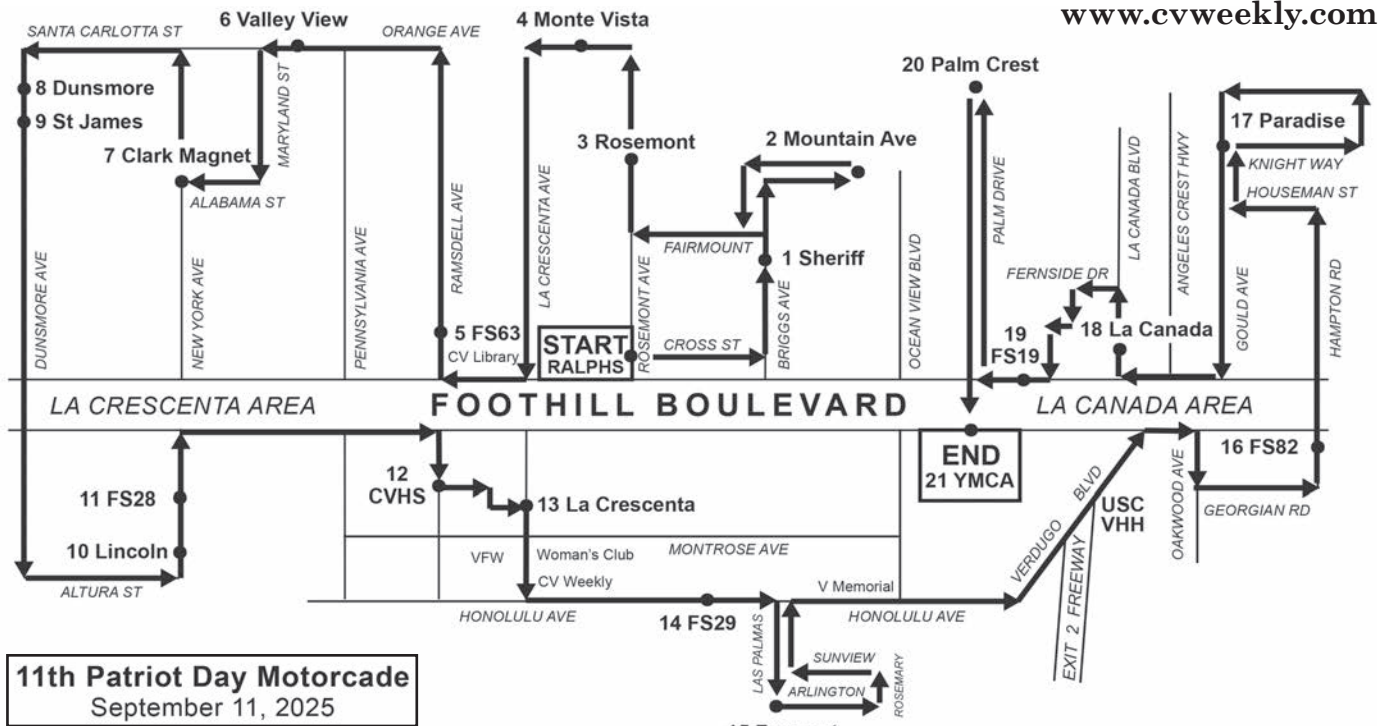 www.cvweekly.com
SANTA CARLOTTA ST
6 Valley View
ORANGE AVE
4 Monte Vista
20 Palm Crest
8 Dunsmore
9 St James
MARYLAND ST
7 Clark Magnet
ALABAMA ST
3 Rosemont
2 Mountain Ave
17 Paradise
KNIGHT WAY
HOUSEMAN ST
DUNSMORE AVE
NEW YORK AVE
PENNSYLVANIA AVE
RAMSDELL AVE
LA CRESCENTA AVE
ROSEMONT AVE
FAIRMOUNT
1 Sheriff
BRIGGS AVE
OCEAN VIEW BLVD
PALM DRIVE
LA CANADA BLVD
ANGELES CREST HWY
GOULD AVE
HAMPTON RD
FERNSIDE DR
5 FS63
CV Library
START
RALPHS
CROSS ST
19
FS19
18 La Canada
LA CRESCENTA AREA
FOOTHILL BOULEVARD
LA CANADA AREA
END
21 YMCA
16 FS82
12
CVHS
11 FS28
13 La Crescenta
10 Lincoln
ALTURA ST
VFW
Woman's Club
MONTROSE AVE
CV Weekly
V Memorial
VERDUGO BLVD
USC
VHH
OAKWOOD AVE
GEORGIAN RD
HONOLULU AVE
14 FS29
HONOLULU AVE
EXIT 2 FREEWAY
LAS PALMAS
SUNVIEW
ARLINGTON
ROSEMARY
11th Patriot Day Motorcade
September 11, 2025